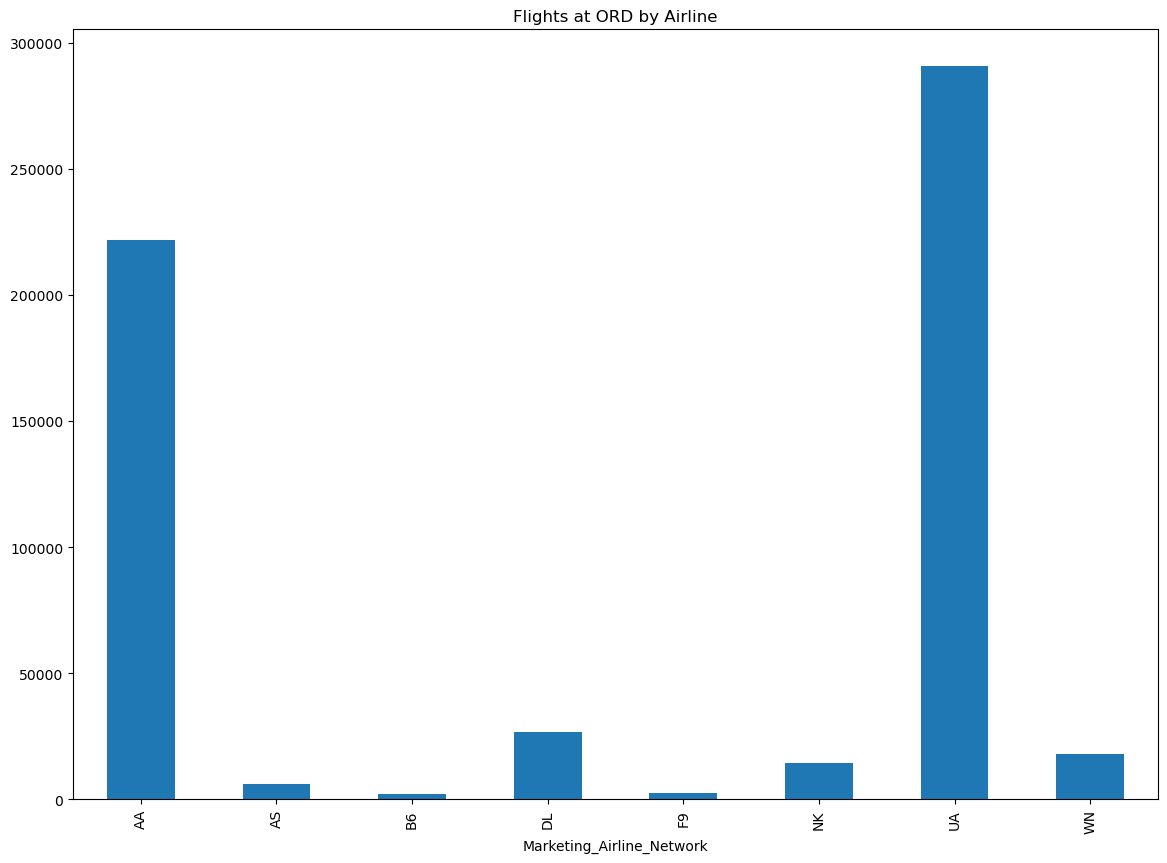 Flights at ORD by Airline
300000
250000
200000
150000
100000
50000
0
AA
AS
B6
DL
F9
NK
UA
WN
Marketing_Airline_Network